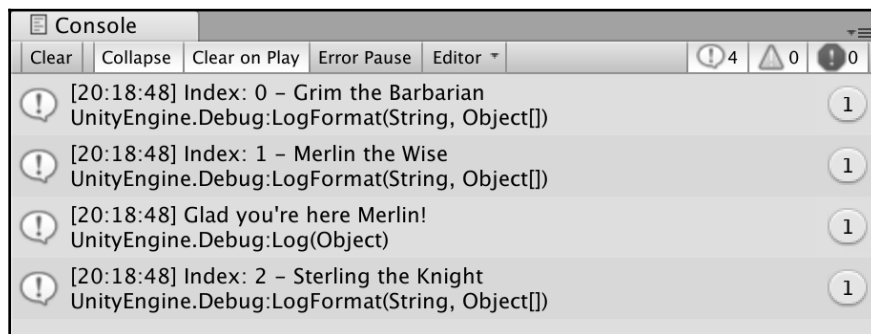 Console
Clear Collapse Clear on Play Error Pause Editor 4 0 0
[20:18:48] Index: 0 – Grim the Barbarian
UnityEngine.Debug:LogFormat(String, Object[])
1
[20:18:48] Index: 1 – Merlin the Wise
UnityEngine.Debug:LogFormat(String, Object[])
1
[20:18:48] Glad you're here Merlin!
UnityEngine.Debug:Log(Object)
1
[20:18:48] Index: 2 – Sterling the Knight
UnityEngine.Debug:LogFormat(String, Object[])
1